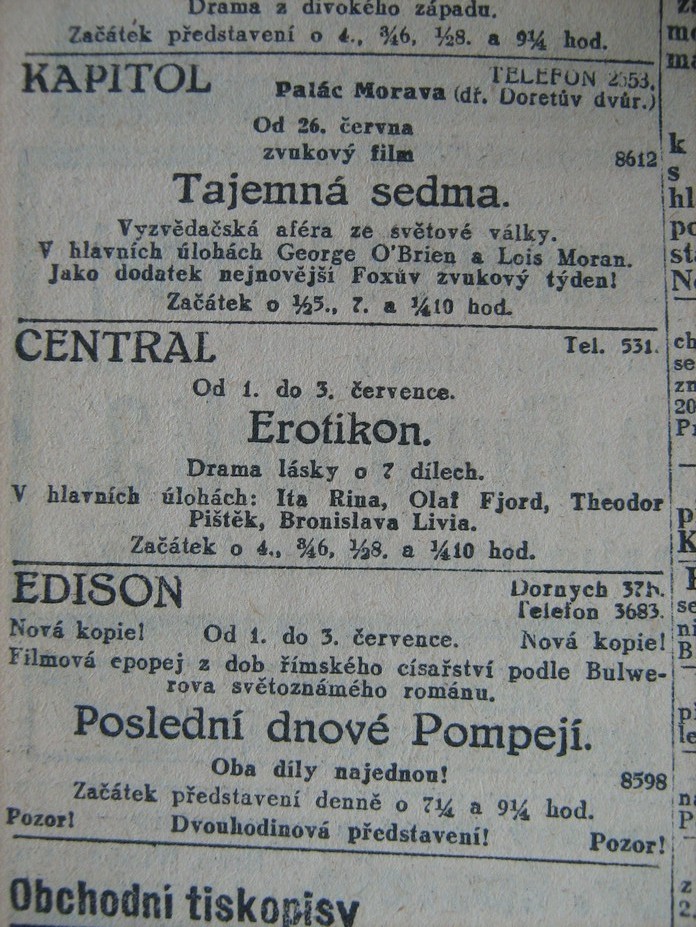 Drama z divokého západu.
Začátek představení o 4., ¾6, ½8. a 9¼ hod.
KAPITOL TELEFON 2553.
Palác Morava (dř. Doretův dvůr.)
Od 26. června
zvukový film 8612
Tajemná sedma.
Vyzvědačská aféra ze světové války.
V hlavních úlohách George O'Brien a Lois Moran.
Jako dodatek nejnovější Foxův zvukový týden!
Začátek o ½5., 7. a ¼10 hod.
CENTRAL Tel. 531.
Od 1. do 3. července.
Erotikon.
Drama lásky o 7 dílech.
V hlavních úlohách: Ita Rina, Olaf Fjord, Theodor
Pištěk, Bronislava Livia.
Začátek o 4., ¾6, ½8. a ¼10 hod.
EDISON Dornych 37h.
Telefon 3683.
Nová kopie! Od 1. do 3. července. Nová kopie!
Filmová epopej z dob římského císařství podle Bulwe-
rova světoznámého románu.
Poslední dnové Pompejí.
Oba díly najednou! 8598
Začátek představení denně o 7¼ a 9¼ hod.
Pozor! Dvouhodinová představení! Pozor!
Obchodní tiskopisy